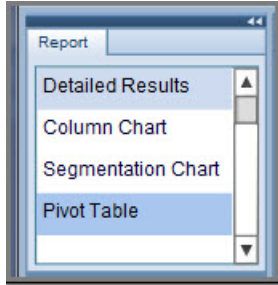 Report
Detailed Results
Column Chart
Segmentation Chart
Pivot Table